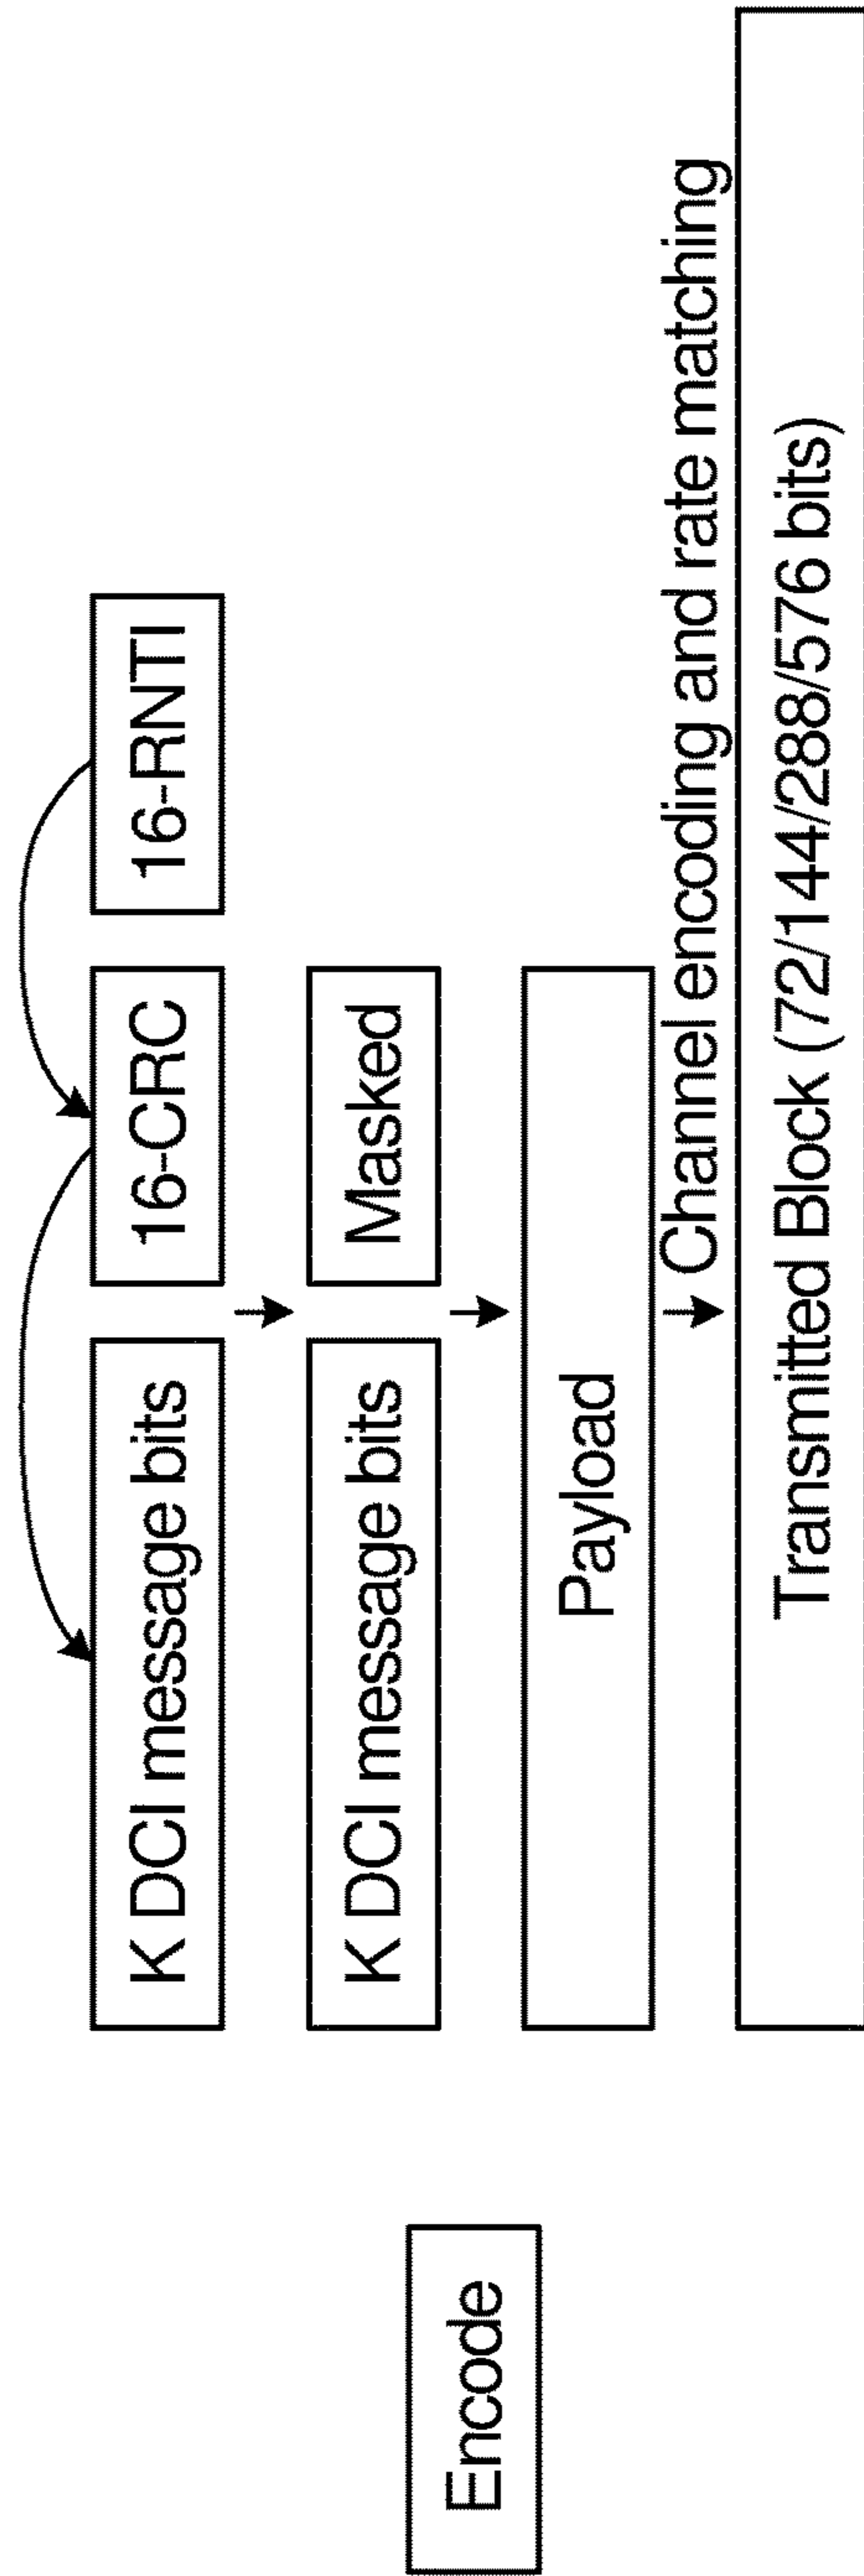 Encode
K DCI message bits
16-CRC
16-RNTI
K DCI message bits
Masked
Payload
Channel encoding and rate matching
Transmitted Block (72/144/288/576 bits)